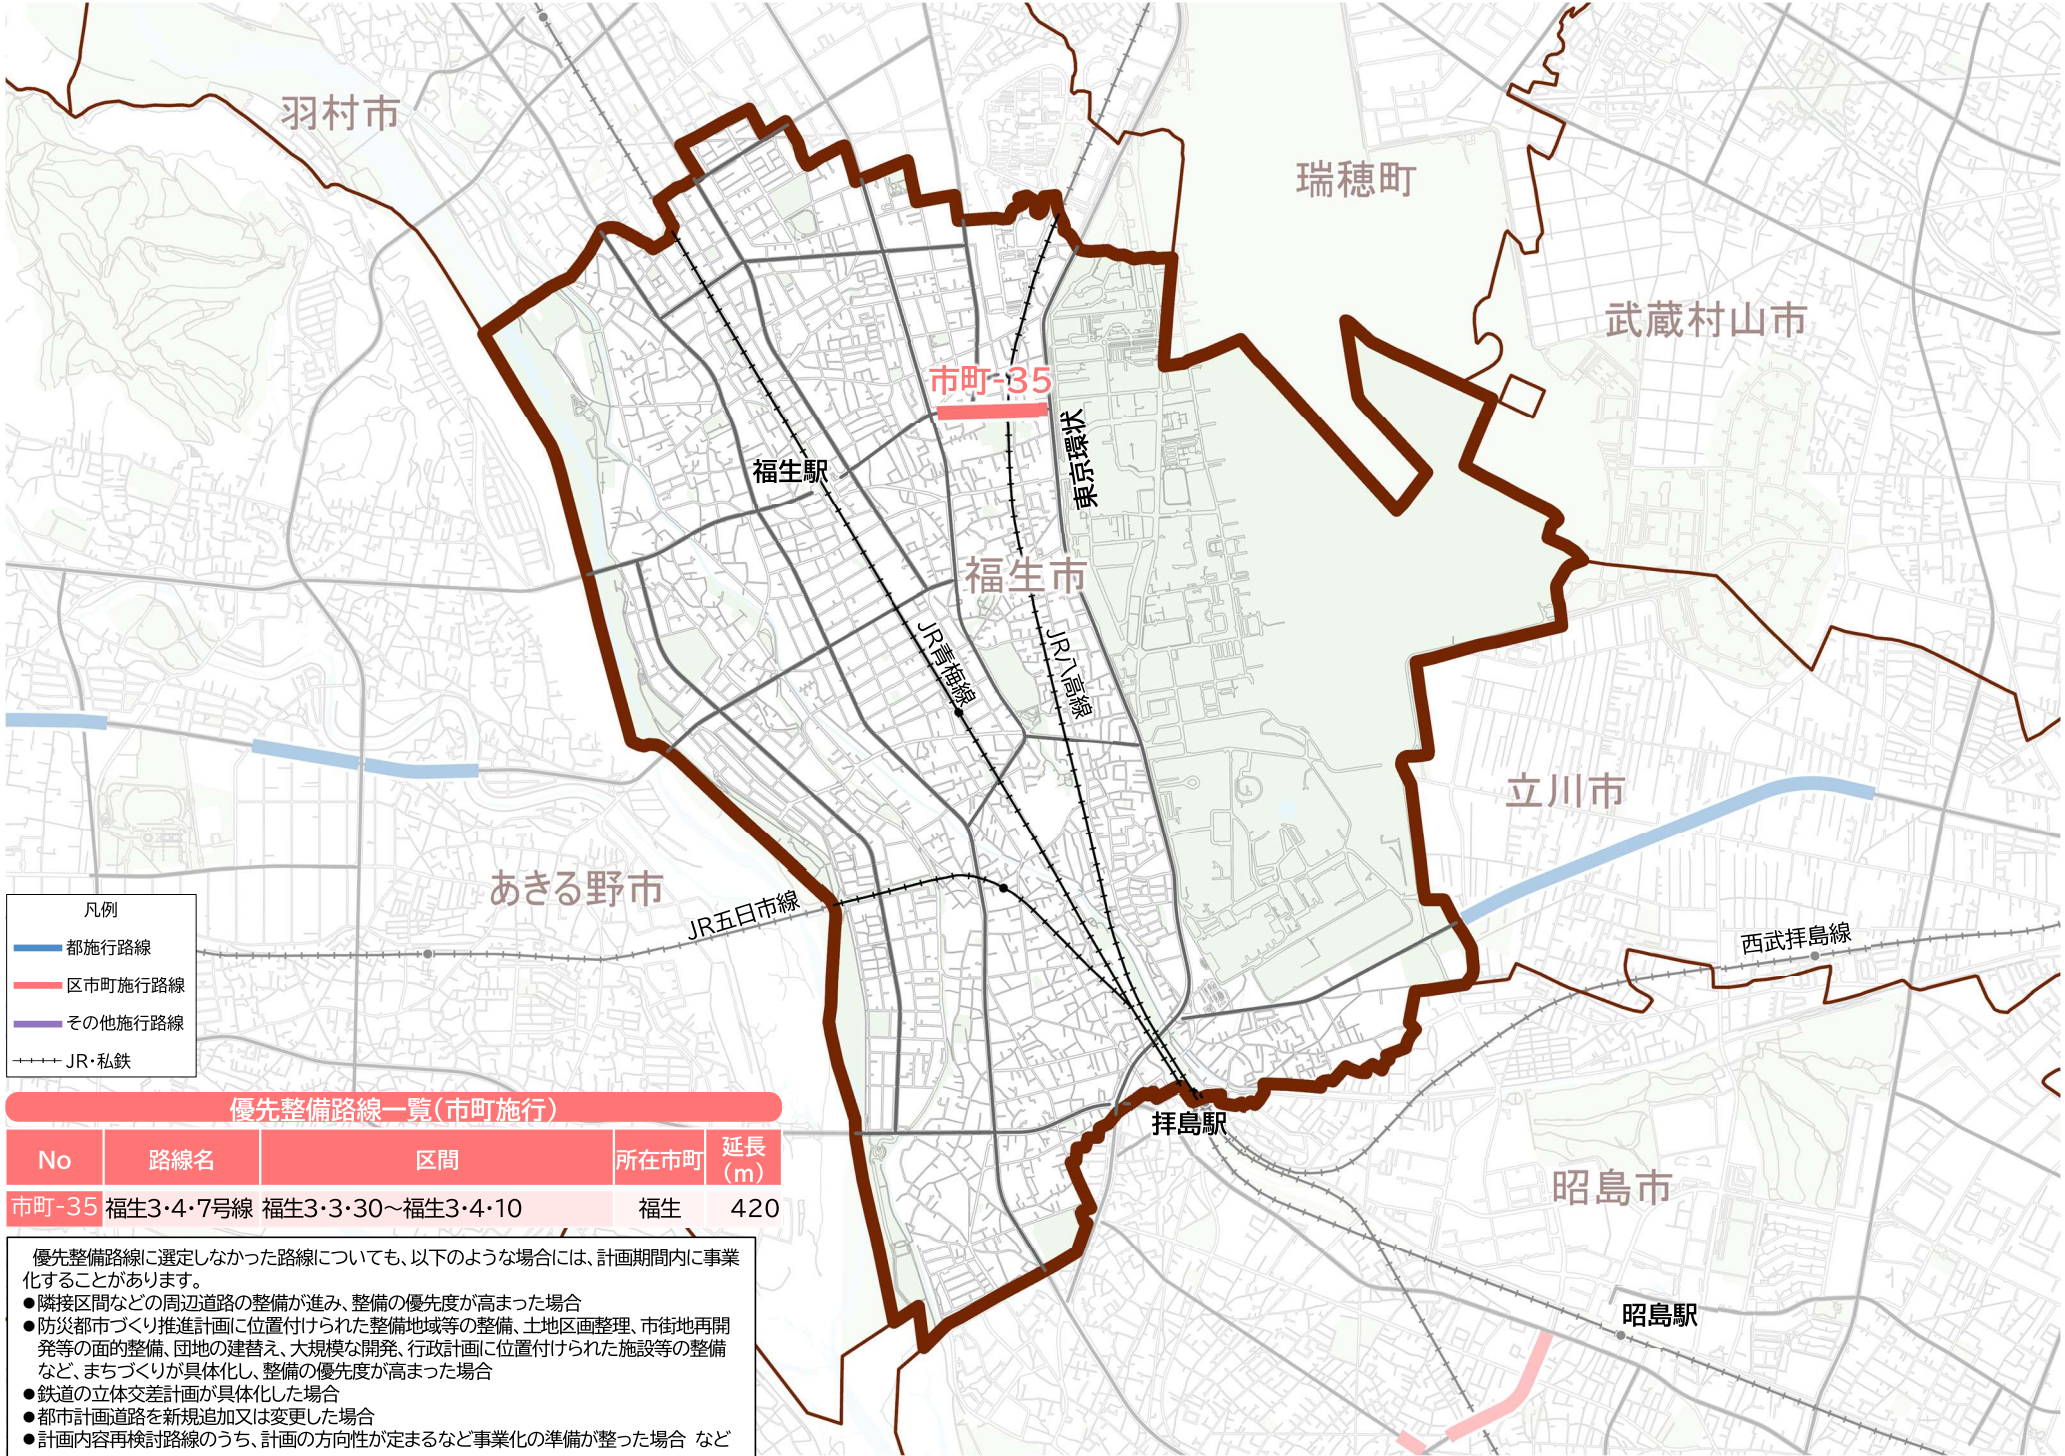 羽村市
瑞穂町
武蔵村山市
市町-35
東京環状
福生駅
福生市
JR青梅線
JR八高線
立川市
あきる野市
JR五日市線
西武拝島線
凡例
都施行路線
区市町施行路線
その他施行路線
JR・私鉄
拝島駅
昭島市
昭島駅
優先整備路線一覧（市町施行）
No 路線名 区間 所在市町 延長（m）
市町-35 福生3・4・7号線 福生3・3・30～福生3・4・10 福生 420
優先整備路線に選定しなかった路線についても、以下のような場合には、計画期間内に事業
化することがあります。
●隣接区間などの周辺道路の整備が進み、整備の優先度が高まった場合
●防災都市づくり推進計画に位置付けられた整備地域等の整備、土地区画整理、市街地再開
発等の面的整備、団地の建替え、大規模な開発、行政計画に位置付けられた施設等の整備
など、まちづくりが具体化し、整備の優先度が高まった場合
●鉄道の立体交差計画が具体化した場合
●都市計画道路を新規追加又は変更した場合
●計画内容再検討路線のうち、計画の方向性が定まるなど事業化の準備が整った場合 など